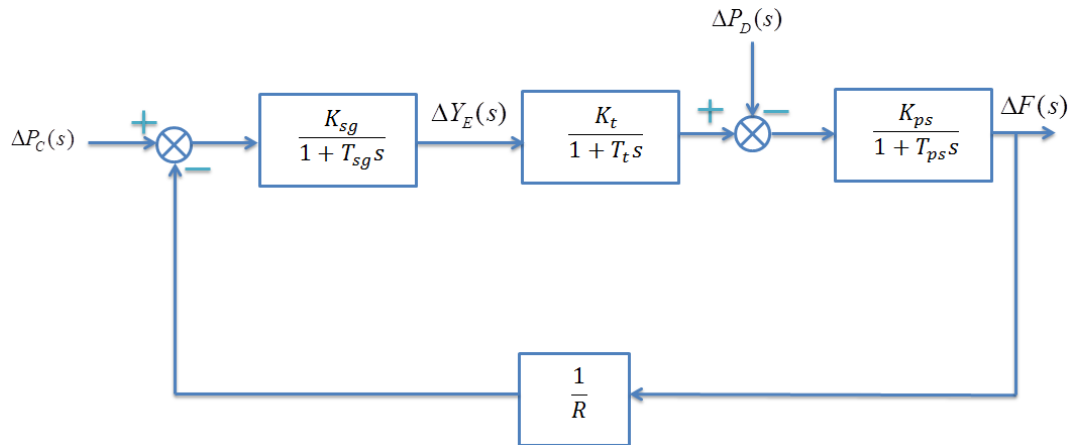 ΔP_D(s)
ΔP_C(s)
+
−
K_sg
1 + T_sg s
ΔY_E(s)
K_t
1 + T_t s
+
−
K_ps
1 + T_ps s
ΔF(s)
1
R